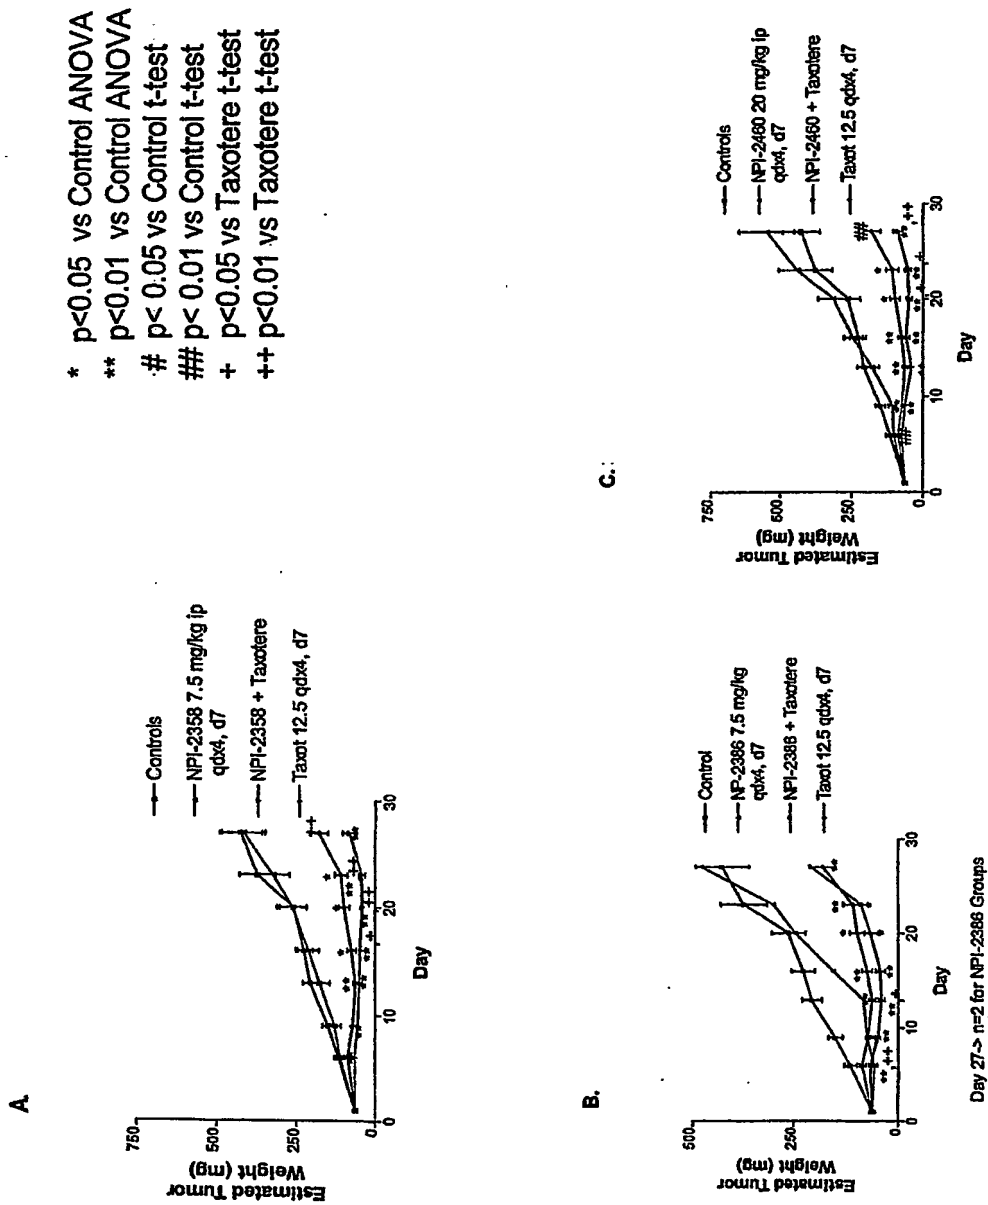 * p<0.05 vs Control ANOVA
** p<0.01 vs Control ANOVA
# p< 0.05 vs Control t-test
## p< 0.01 vs Control t-test
+ p<0.05 vs Taxotere t-test
++ p<0.01 vs Taxotere t-test
A.
Controls
NPI-2358 7.5 mg/kg ip
qdx4, d7
NPI-2358 + Taxotere
Taxot 12.5 qdx4, d7
Estimated Tumor
Weight (mg)
750
500
250
0
0
10
20
30
Day
B.
Control
NP-2386 7.5 mg/kg
qdx4, d7
NPI-2386 + Taxotere
Taxot 12.5 qdx4, d7
Estimated Tumor
Weight (mg)
500
250
0
0
10
20
30
Day
Day 27-> n=2 for NPI-2386 Groups
C.
Controls
NPI-2460 20 mg/kg ip
qdx4, d7
NPI-2460 + Taxotere
Taxot 12.5 qdx4, d7
Estimated Tumor
Weight (mg)
750
500
250
0
0
10
20
30
Day